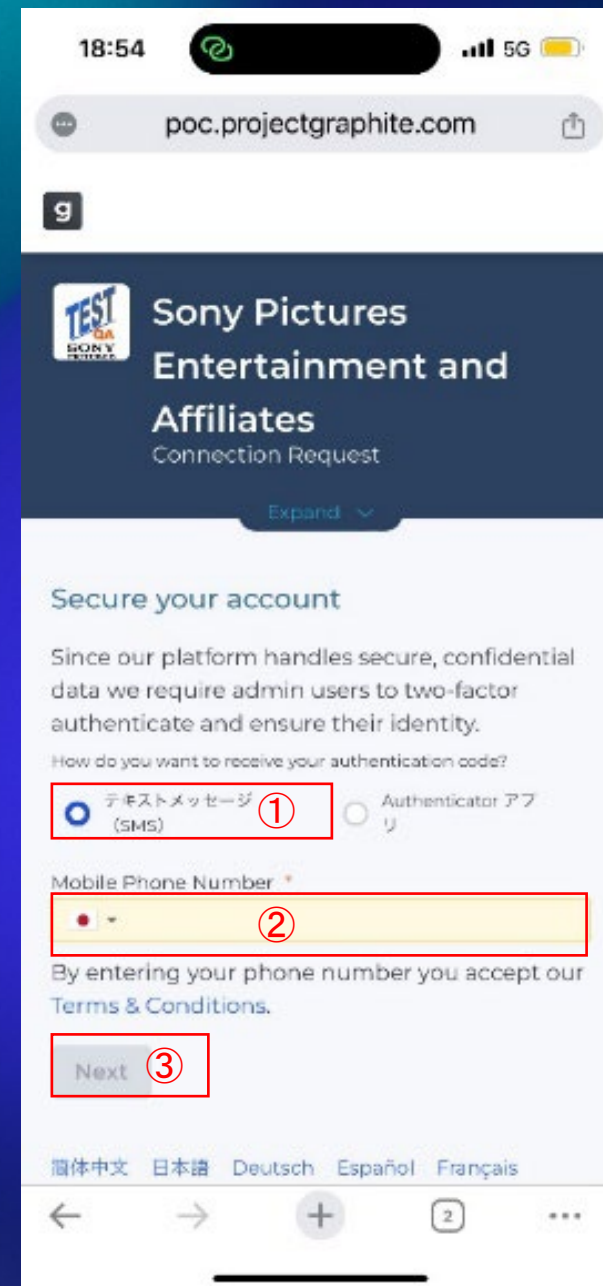 18:54 5G
poc.projectgraphite.com
g
TEST
QA
SONY
PICTURES
Sony Pictures
Entertainment and
Affiliates
Connection Request
Expand
Secure your account
Since our platform handles secure, confidential
data we require admin users to two-factor
authenticate and ensure their identity.
How do you want to receive your authentication code?
テキストメッセージ
（SMS）
①
Authenticator アプ
リ
Mobile Phone Number *
②
By entering your phone number you accept our
Terms & Conditions.
Next ③
简体中文 日本語 Deutsch Español Français
2